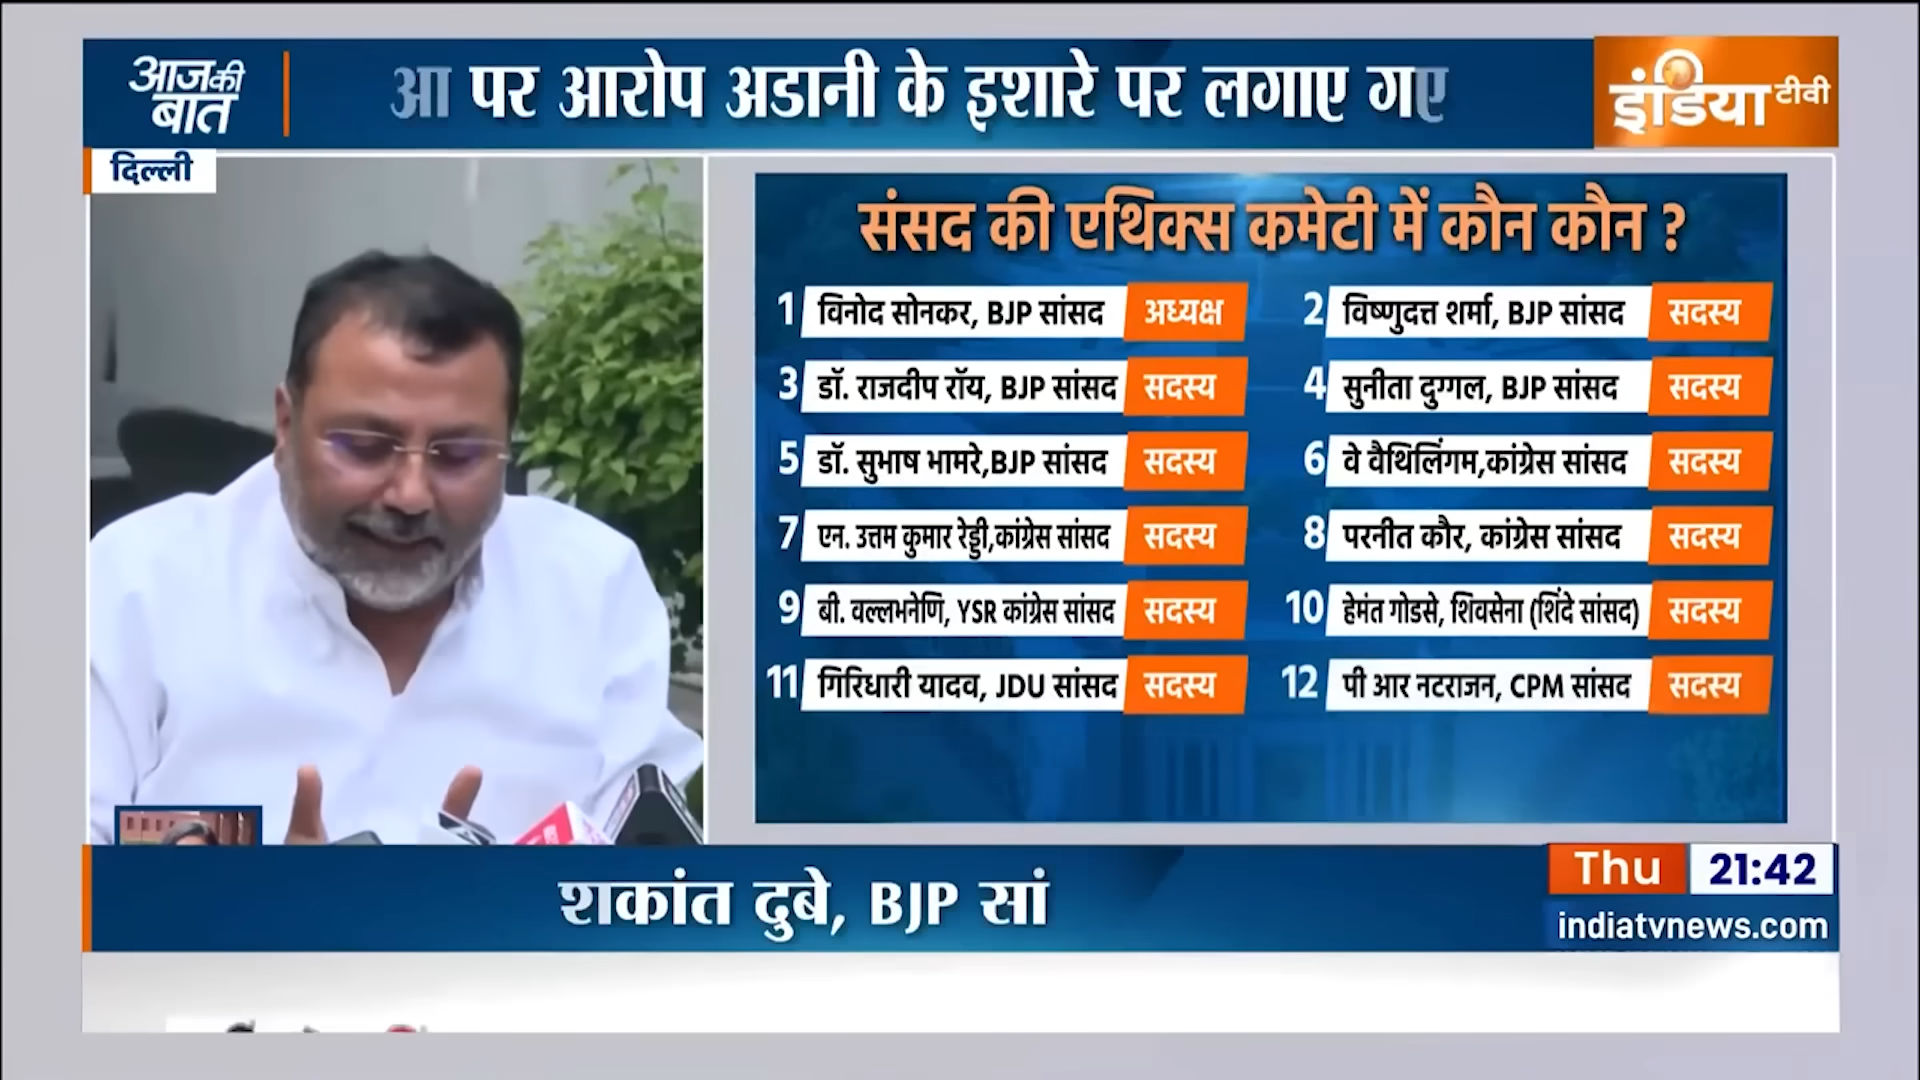 आज की
बात
आ पर आरोप अडानी के इशारे पर लगाए गए
इंडिया टीवी
दिल्ली
संसद की एथिक्स कमेटी में कौन कौन ?
1 विनोद सोनकर, BJP सांसद अध्यक्ष
2 विष्णुदत्त शर्मा, BJP सांसद सदस्य
3 डॉ. राजदीप रॉय, BJP सांसद सदस्य
4 सुनीता दुग्गल, BJP सांसद सदस्य
5 डॉ. सुभाष भामरे,BJP सांसद सदस्य
6 वे वैथिलिंगम,कांग्रेस सांसद सदस्य
7 एन. उत्तम कुमार रेड्डी,कांग्रेस सांसद सदस्य
8 परनीत कौर, कांग्रेस सांसद सदस्य
9 बी. वल्लभनेणि, YSR कांग्रेस सांसद सदस्य
10 हेमंत गोडसे, शिवसेना (शिंदे सांसद) सदस्य
11 गिरिधारी यादव, JDU सांसद सदस्य
12 पी आर नटराजन, CPM सांसद सदस्य
शकांत दुबे, BJP सां
Thu 21:42
indiatvnews.com